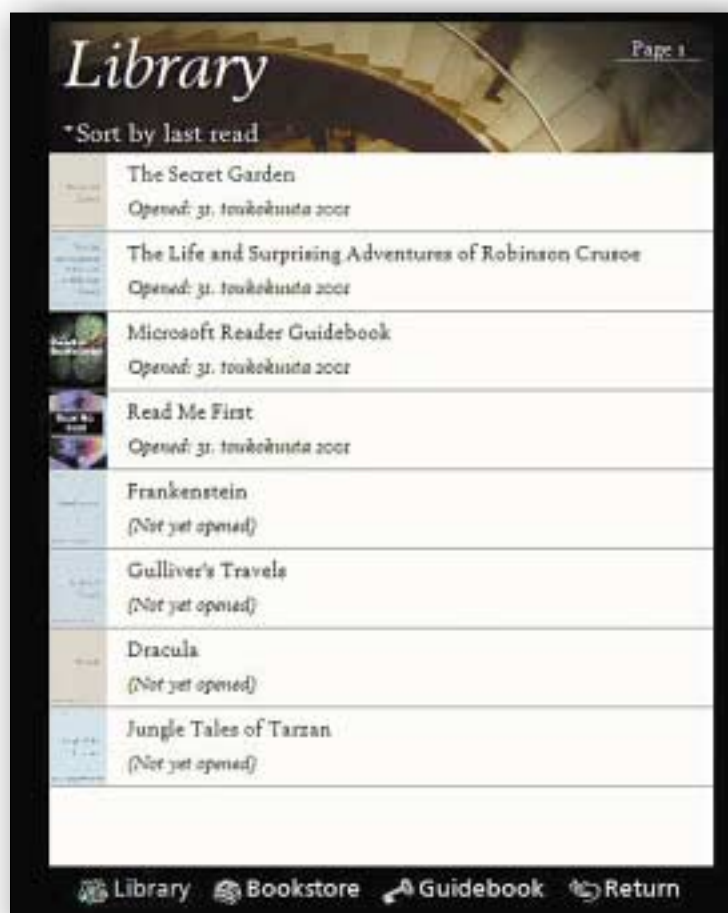 Library
Page 1
Sort by last read
The Secret Garden
Opened: 31. toukokuuta 2001
The Life and Surprising Adventures of Robinson Crusoe
Opened: 31. toukokuuta 2001
Microsoft Reader Guidebook
Opened: 31. toukokuuta 2001
Read Me First
Opened: 31. toukokuuta 2001
Frankenstein
(Not yet opened)
Gulliver's Travels
(Not yet opened)
Dracula
(Not yet opened)
Jungle Tales of Tarzan
(Not yet opened)
Library Bookstore Guidebook Return